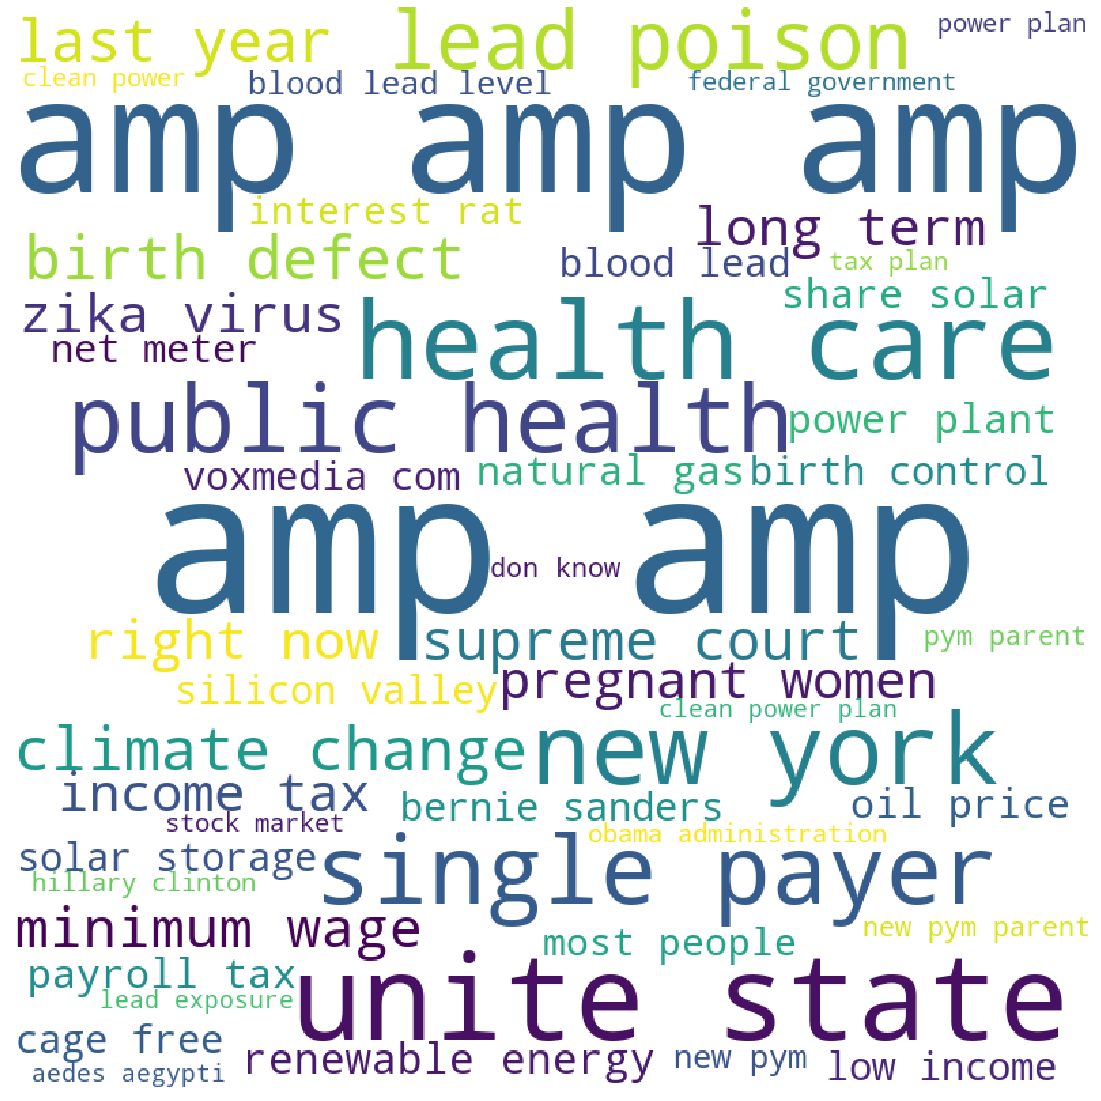 last year lead poison power plan
clean power blood lead level federal government
amp amp amp
interest rat long term
birth defect blood lead tax plan
zika virus share solar
net meter health care
public health power plant
voxmedia com natural gas birth control
amp amp
don know
right now supreme court pym parent
silicon valley pregnant women
clean power plan
climate change new york
income tax bernie sanders oil price
stock market obama administration
solar storage single payer
hillary clinton
minimum wage most people new pym parent
payroll tax unite state
lead exposure
cage free renewable energy new pym low income
aedes aegypti